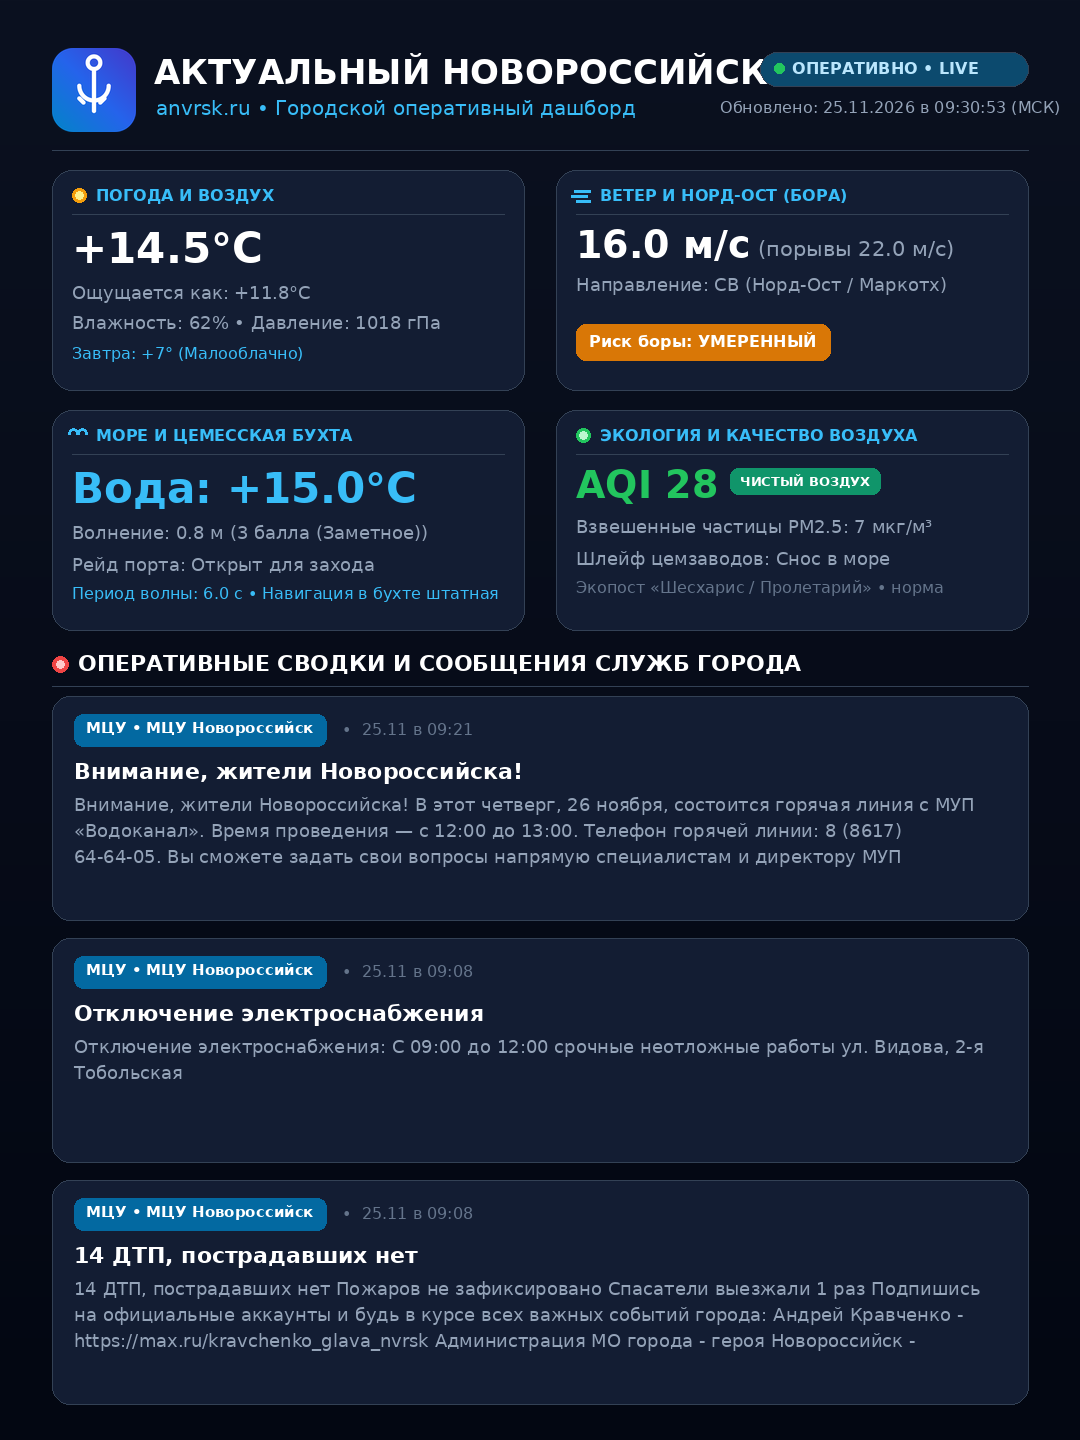 АКТУАЛЬНЫЙ НОВОРОССИЙСК
ОПЕРАТИВНО • LIVE
anvrsk.ru • Городской оперативный дашборд
Обновлено: 25.11.2026 в 09:30:53 (МСК)
ПОГОДА И ВОЗДУХ
+14.5°C
Ощущается как: +11.8°C
Влажность: 62% • Давление: 1018 гПа
Завтра: +7° (Малооблачно)
ВЕТЕР И НОРД-ОСТ (БОРА)
16.0 м/с (порывы 22.0 м/с)
Направление: СВ (Норд-Ост / Маркотх)
Риск боры: УМЕРЕННЫЙ
МОРЕ И ЦЕМЕССКАЯ БУХТА
Вода: +15.0°C
Волнение: 0.8 м (3 балла (Заметное))
Рейд порта: Открыт для захода
Период волны: 6.0 с • Навигация в бухте штатная
ЭКОЛОГИЯ И КАЧЕСТВО ВОЗДУХА
AQI 28 ЧИСТЫЙ ВОЗДУХ
Взвешенные частицы PM2.5: 7 мкг/м³
Шлейф цемзаводов: Снос в море
Экопост «Шесхарис / Пролетарий» • норма
ОПЕРАТИВНЫЕ СВОДКИ И СООБЩЕНИЯ СЛУЖБ ГОРОДА
МЦУ • МЦУ Новороссийск • 25.11 в 09:21
Внимание, жители Новороссийска!
Внимание, жители Новороссийска! В этот четверг, 26 ноября, состоится горячая линия с МУП
«Водоканал». Время проведения — с 12:00 до 13:00. Телефон горячей линии: 8 (8617)
64-64-05. Вы сможете задать свои вопросы напрямую специалистам и директору МУП
МЦУ • МЦУ Новороссийск • 25.11 в 09:08
Отключение электроснабжения
Отключение электроснабжения: С 09:00 до 12:00 срочные неотложные работы ул. Видова, 2-я
Тобольская
МЦУ • МЦУ Новороссийск • 25.11 в 09:08
14 ДТП, пострадавших нет
14 ДТП, пострадавших нет Пожаров не зафиксировано Спасатели выезжали 1 раз Подпишись
на официальные аккаунты и будь в курсе всех важных событий города: Андрей Кравченко -
https://max.ru/kravchenko_glava_nvrsk Администрация МО города - героя Новороссийск -